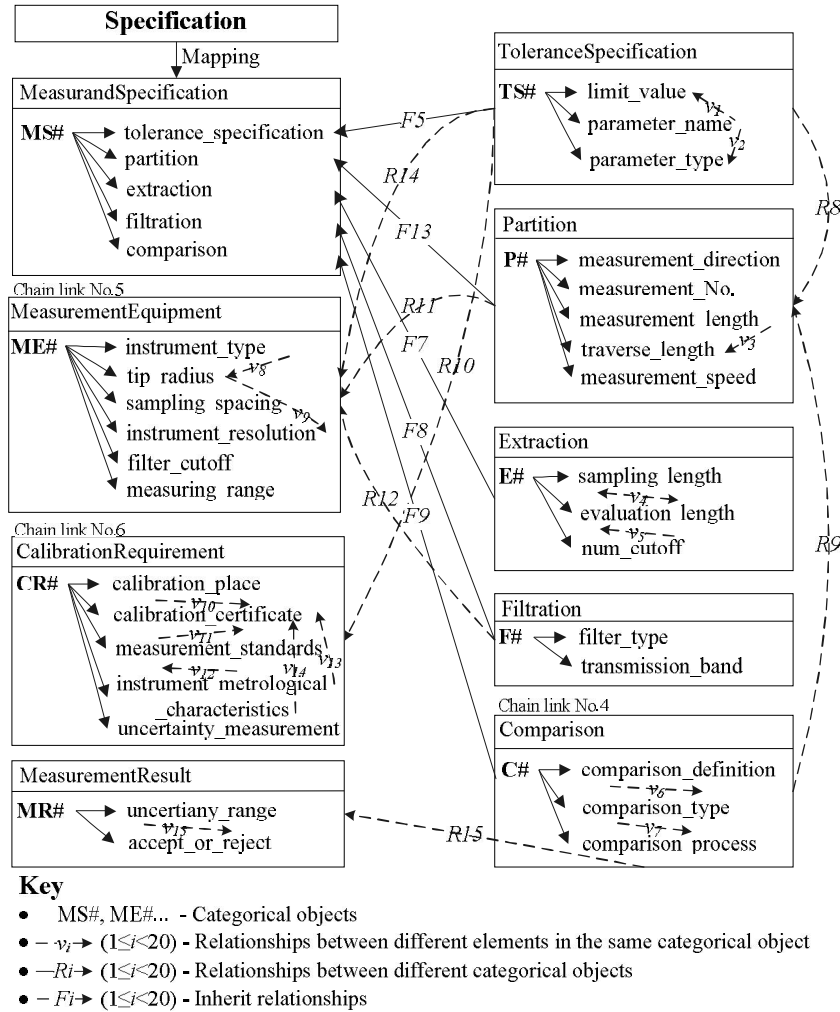 Specification
Mapping
MeasurandSpecification
MS# tolerance_specification
partition
extraction
filtration
comparison
Chain link No.5
MeasurementEquipment
ME# instrument_type
tip radius
v8
sampling spacing
v9
instrument_resolution
filter_cutoff
measuring range
Chain link No.6
CalibrationRequirement
CR# calibration_place
v10
calibration_certificate
v11
measurement_standards
v12
v14
v13
instrument metrological
_characteristics
uncertainty_measurement
MeasurementResult
MR# uncertiany_range
v15
accept_or_reject
F5
R14
F13
R11
F7
R10
F8
R12
F9
R15
ToleranceSpecification
TS# limit_value
v1
parameter_name
v2
parameter_type
R8
Partition
P# measurement_direction
measurement_No.
measurement length
v3
traverse_length
measurement_speed
Extraction
E# sampling length
v4
evaluation length
v5
num_cutoff
R9
Filtration
F# filter_type
transmission_band
Chain link No.4
Comparison
C# comparison_definition
v6
comparison_type
v7
comparison_process
Key
• MS#, ME#... - Categorical objects
• – vi → (1≤i<20) - Relationships between different elements in the same categorical object
• —Ri→ (1≤i<20) - Relationships between different categorical objects
• – Fi→ (1≤i<20) - Inherit relationships